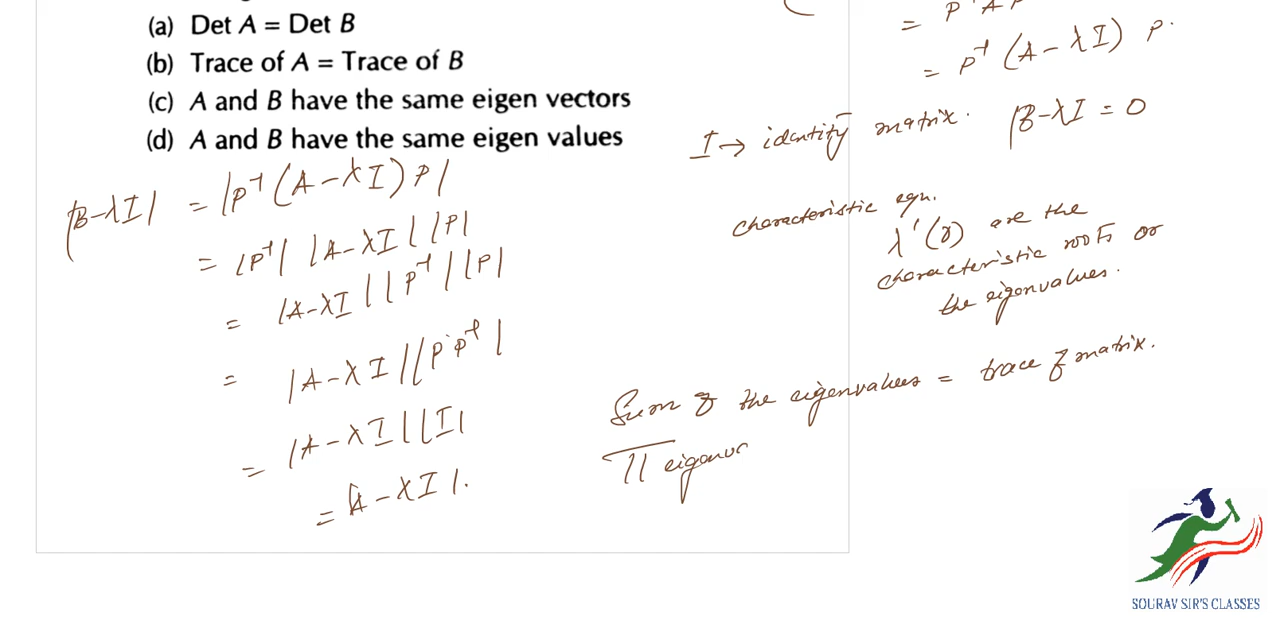 (a) Det A = Det B
(b) Trace of A = Trace of B
(c) A and B have the same eigen vectors
(d) A and B have the same eigen values
|B-λI| = |P⁻¹(A-λI)P|
= |P⁻¹| |A-λI| |P|
= |A-λI| |P⁻¹| |P|
= |A-λI| |P P⁻¹|
= |A-λI| |I|
= |A-λI|.
= P⁻¹(A-λI) P.
I → identity matrix. |B-λI = 0
characteristic eqn.
λ'(s) are the
characteristic roots or
the eigenvalues.
Sum of the eigenvalues = trace of matrix.
Π eigenva
SOURAV SIR'S CLASSES